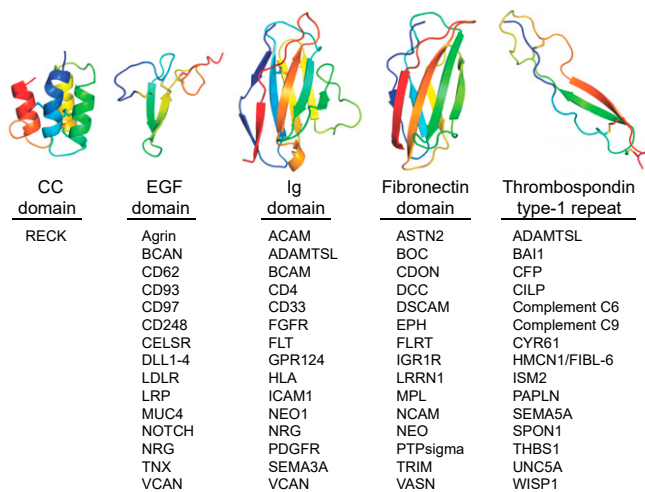 CC domain
EGF domain
Ig domain
Fibronectin domain
Thrombospondin type-1 repeat
RECK
Agrin
BCAN
CD62
CD93
CD97
CD248
CELSR
DLL1-4
LDLR
LRP
MUC4
NOTCH
NRG
TNX
VCAN
ACAM
ADAMTSL
BCAM
CD4
CD33
FGFR
FLT
GPR124
HLA
ICAM1
NEO1
NRG
PDGFR
SEMA3A
VCAN
ASTN2
BOC
CDON
DCC
DSCAM
EPH
FLRT
IGR1R
LRRN1
MPL
NCAM
NEO
PTPsigma
TRIM
VASN
ADAMTSL
BAI1
CFP
CILP
Complement C6
Complement C9
CYR61
HMCN1/FIBL-6
ISM2
PAPLN
SEMA5A
SPON1
THBS1
UNC5A
WISP1